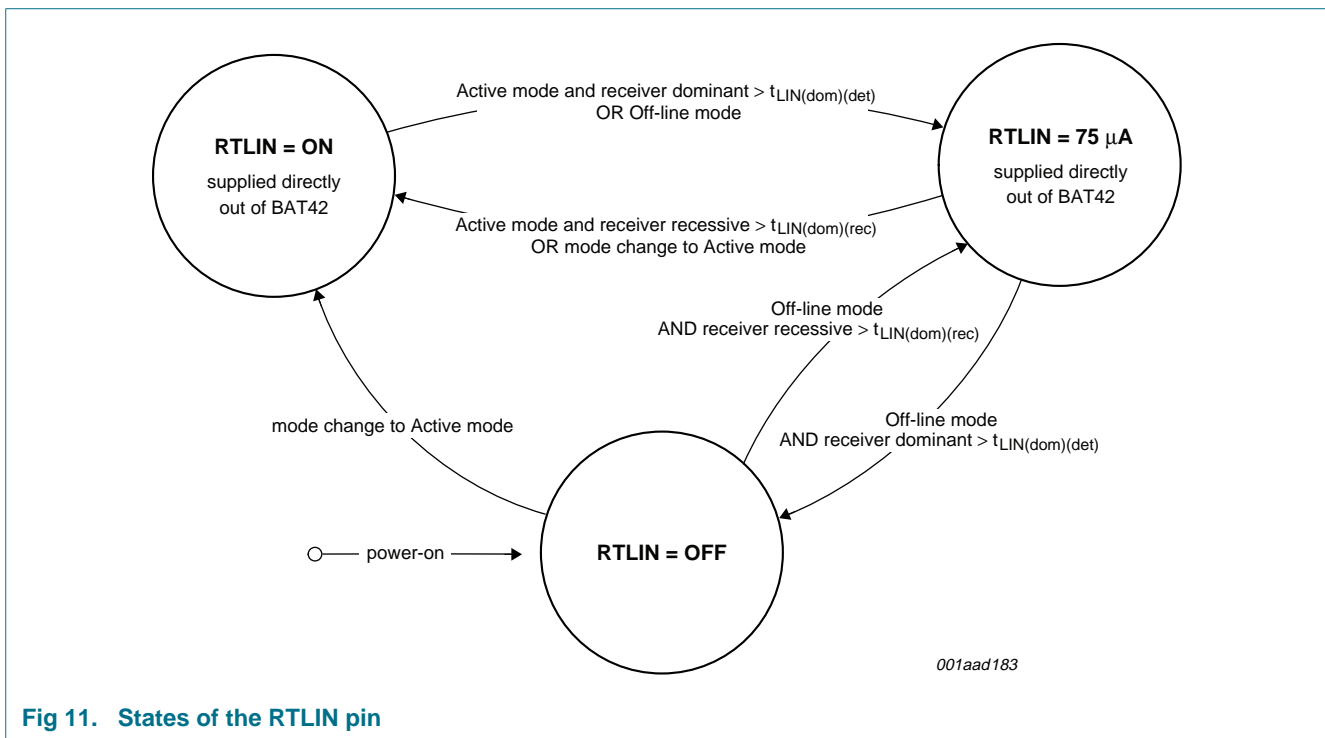 Active mode and receiver dominant > tLIN(dom)(det)
OR Off-line mode
RTLIN = ON
supplied directly
out of BAT42
RTLIN = 75 μA
supplied directly
out of BAT42
Active mode and receiver recessive > tLIN(dom)(rec)
OR mode change to Active mode
Off-line mode
AND receiver recessive > tLIN(dom)(rec)
mode change to Active mode
Off-line mode
AND receiver dominant > tLIN(dom)(det)
power-on
RTLIN = OFF
001aad183
Fig 11. States of the RTLIN pin